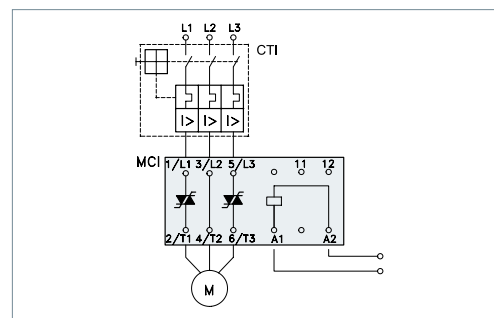 L1 L2 L3
CTI
I> I> I>
MCI 1/L1 3/L2 5/L3 11 12
2/T1 4/T2 6/T3 A1 A2
M